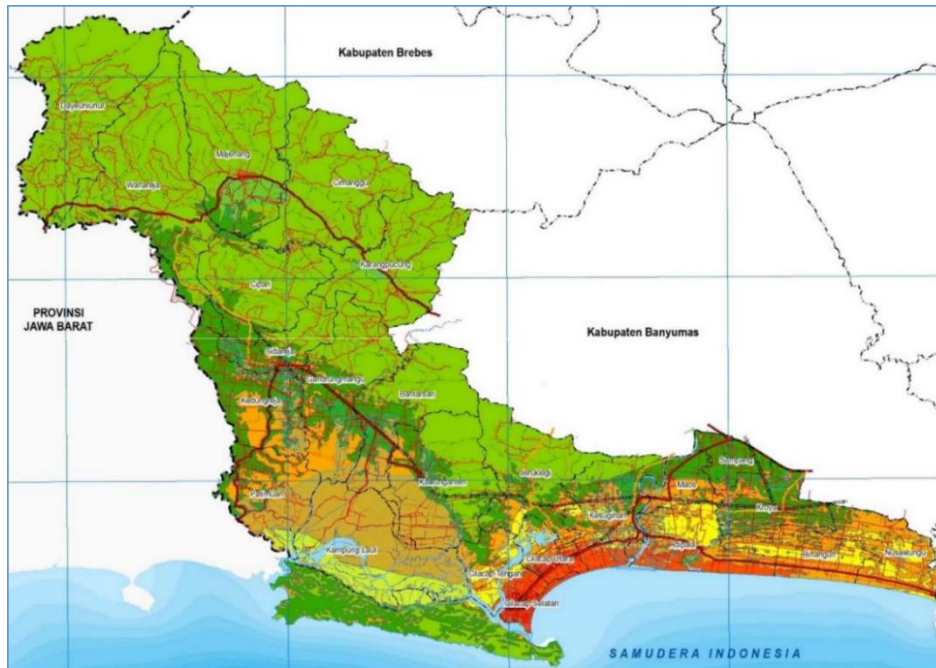 Kabupaten Brebes
Dayeuhluhur
Majenang
Wanareja
Cimanggu
Karangpucung
Cipari
PROVINSI
JAWA BARAT
Kabupaten Banyumas
Sidareja
Gandrungmangu
Kedungreja
Bantarsari
Sampang
Jeruklegi
Kawunganten
Maos
Patimuan
Kroya
Kesugihan
Kampung Laut
Cilacap Utara
Adipala
Binangun
Nusawungu
Cilacap Tengah
Cilacap Selatan
SAMUDERA INDONESIA